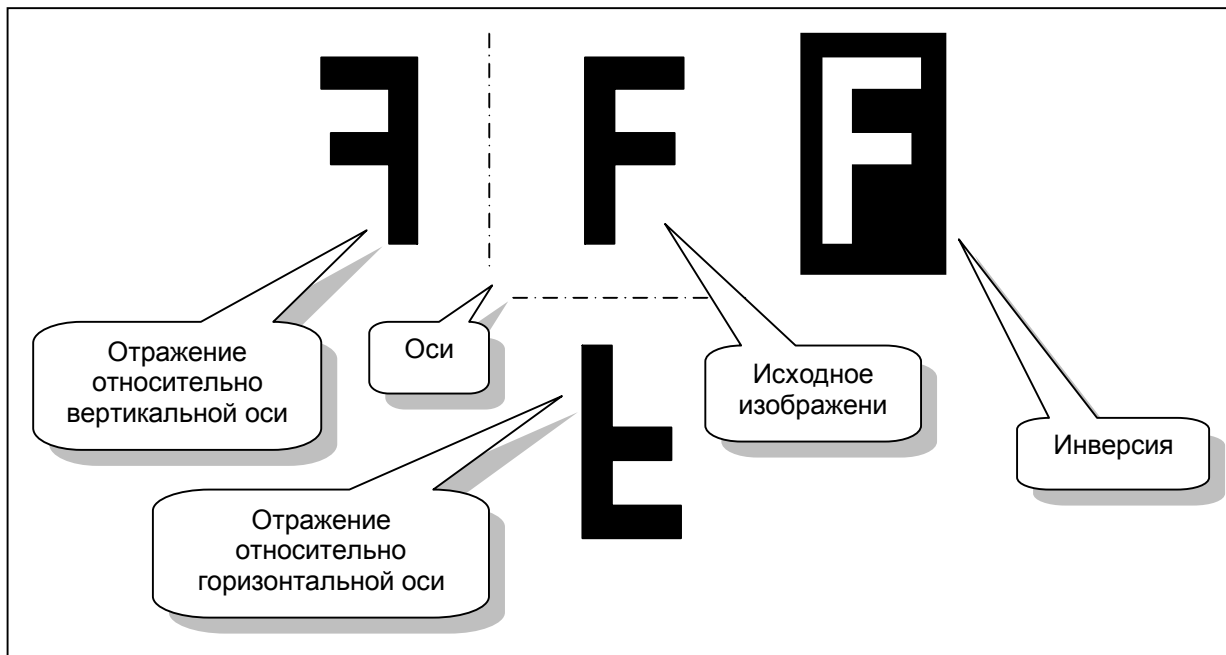 F
F
Отражение
относительно
вертикальной оси
Оси
Исходное
изображени
Инверсия
Отражение
относительно
горизонтальной оси